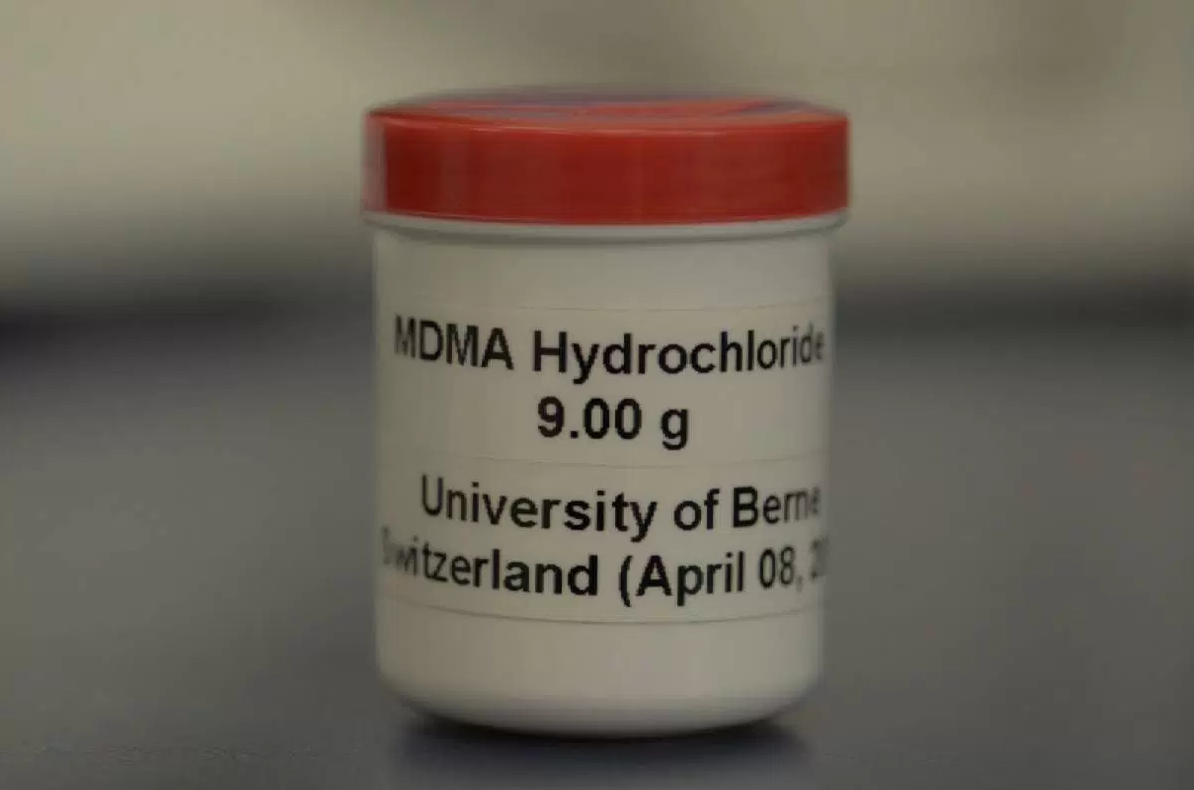 MDMA Hydrochloride
9.00 g
University of Berne
Switzerland (April 08,